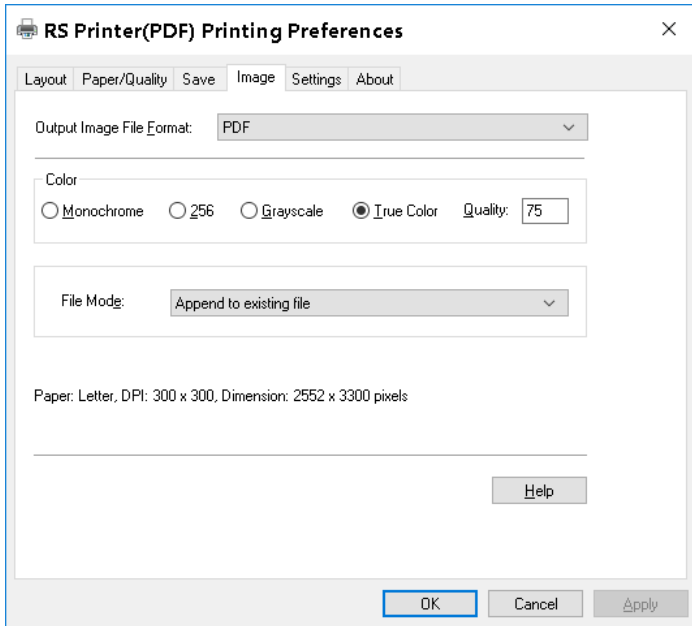 RS Printer(PDF) Printing Preferences
Layout Paper/Quality Save Image Settings About
Output Image File Format: PDF
Color
Monochrome 256 Grayscale True Color Quality: 75
File Mode: Append to existing file
Paper: Letter, DPI: 300 x 300, Dimension: 2552 x 3300 pixels
Help
OK Cancel Apply